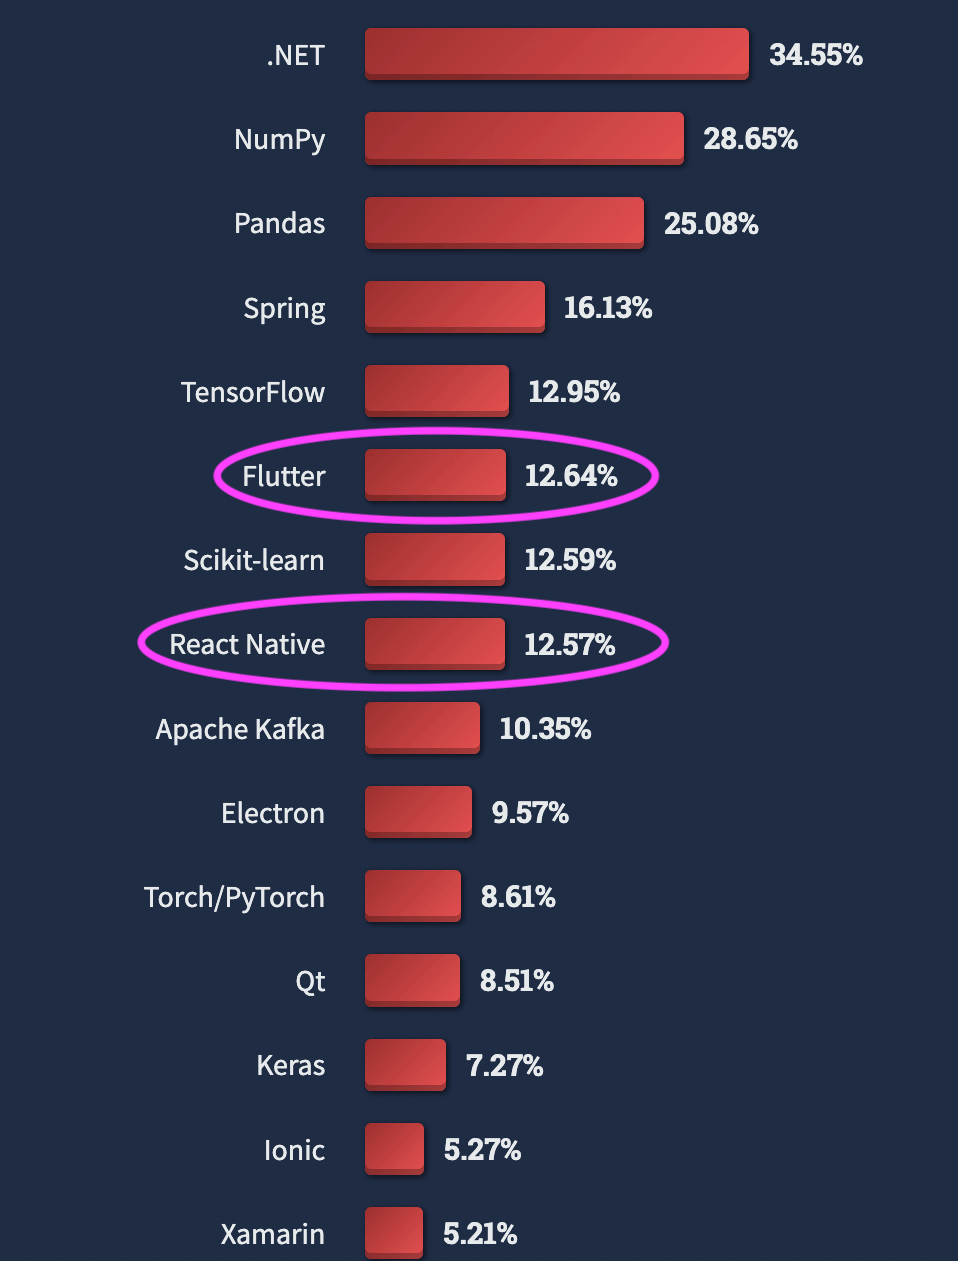 .NET 34.55%
NumPy 28.65%
Pandas 25.08%
Spring 16.13%
TensorFlow 12.95%
Flutter 12.64%
Scikit-learn 12.59%
React Native 12.57%
Apache Kafka 10.35%
Electron 9.57%
Torch/PyTorch 8.61%
Qt 8.51%
Keras 7.27%
Ionic 5.27%
Xamarin 5.21%